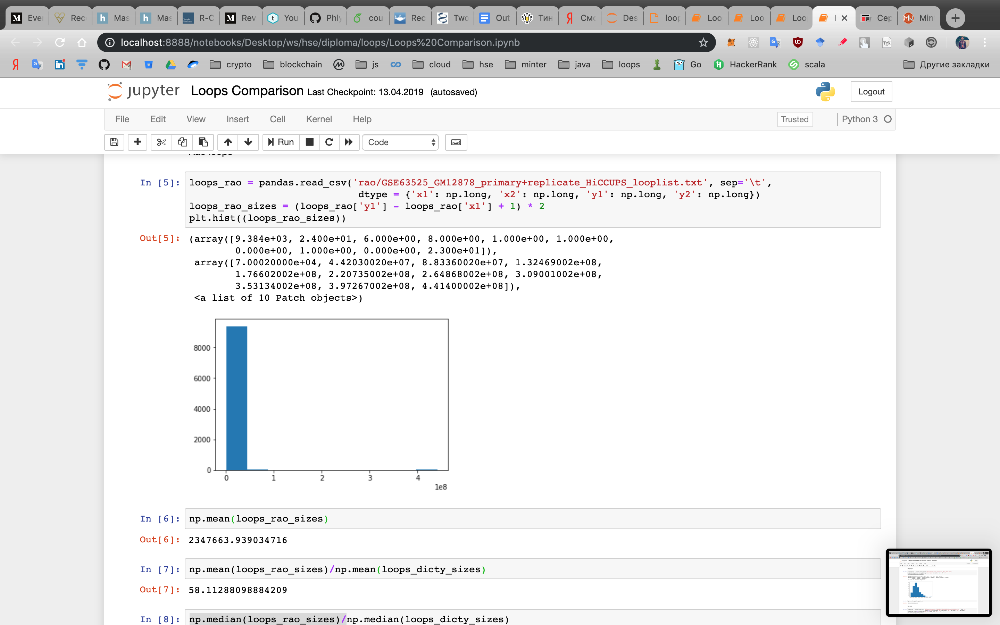 Eve Rec Mas Mas R-C Rev You Phly cou Rec Two Out Тин Смо Des loop Loo Loo Loo Сер Min
localhost:8888/notebooks/Desktop/ws/hse/diploma/loops/Loops%20Comparison.ipynb
crypto blockchain js cloud hse minter java loops Go HackerRank scala Другие закладки
jupyter Loops Comparison Last Checkpoint: 13.04.2019 (autosaved) Logout
File Edit View Insert Cell Kernel Help Trusted Python 3
Run Code
Rao loops
In [5]: loops_rao = pandas.read_csv('rao/GSE63525_GM12878_primary+replicate_HiCCUPS_looplist.txt', sep='\t',
dtype = {'x1': np.long, 'x2': np.long, 'y1': np.long, 'y2': np.long})
loops_rao_sizes = (loops_rao['y1'] - loops_rao['x1'] + 1) * 2
plt.hist((loops_rao_sizes))
Out[5]: (array([9.384e+03, 2.400e+01, 6.000e+00, 8.000e+00, 1.000e+00, 1.000e+00,
0.000e+00, 1.000e+00, 0.000e+00, 2.300e+01]),
array([7.00020000e+04, 4.42030020e+07, 8.83360020e+07, 1.32469002e+08,
1.76602002e+08, 2.20735002e+08, 2.64868002e+08, 3.09001002e+08,
3.53134002e+08, 3.97267002e+08, 4.41400002e+08]),
<a list of 10 Patch objects>)
8000
6000
4000
2000
0
0 1 2 3 4
1e8
In [6]: np.mean(loops_rao_sizes)
Out[6]: 2347663.939034716
In [7]: np.mean(loops_rao_sizes)/np.mean(loops_dicty_sizes)
Out[7]: 58.11288098884209
In [8]: np.median(loops_rao_sizes)/np.median(loops_dicty_sizes)